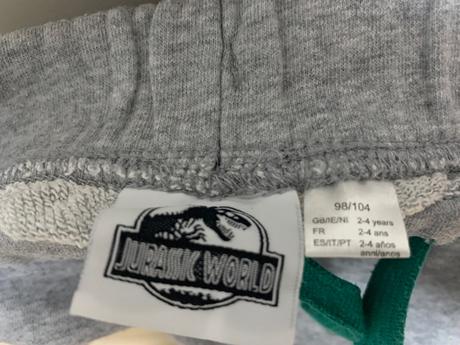 JURASSIC WORLD
98/104
GB/IE/NI 2-4 years
FR 2-4 ans
ES/IT/PT 2-4 años
anni/anos